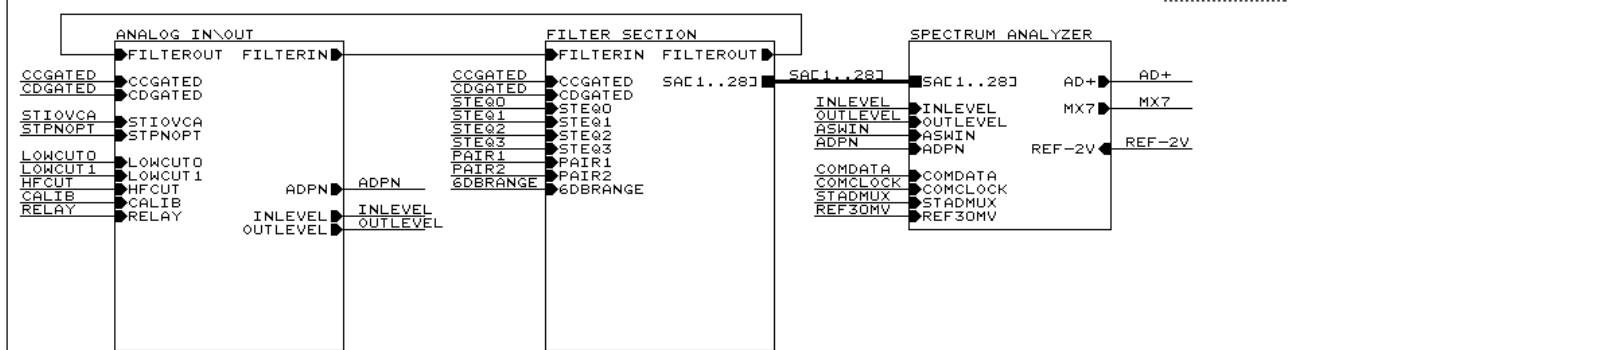 ANALOG IN\OUT
FILTEROUT FILTERIN
CCGATED CCGATED
CDGATED CDGATED
STIOVCA STIOVCA
STPNOPT STPNOPT
LOWCUT0 LOWCUT0
LOWCUT1 LOWCUT1
HFCUT HFCUT ADPN ADPN
CALIB CALIB
RELAY RELAY INLEVEL INLEVEL
OUTLEVEL OUTLEVEL
FILTER SECTION
FILTERIN FILTEROUT
CCGATED CCGATED SA[1..28] SA[1..28]
CDGATED CDGATED
STEQ0 STEQ0
STEQ1 STEQ1
STEQ2 STEQ2
STEQ3 STEQ3
PAIR1 PAIR1
PAIR2 PAIR2
6DBRANGE 6DBRANGE
SPECTRUM ANALYZER
SA[1..28] AD+ AD+
INLEVEL INLEVEL MX7 MX7
OUTLEVEL OUTLEVEL
ASWIN ASWIN
ADPN ADPN REF-2V REF-2V
COMDATA COMDATA
COMCLOCK COMCLOCK
STADMUX STADMUX
REF30MV REF30MV